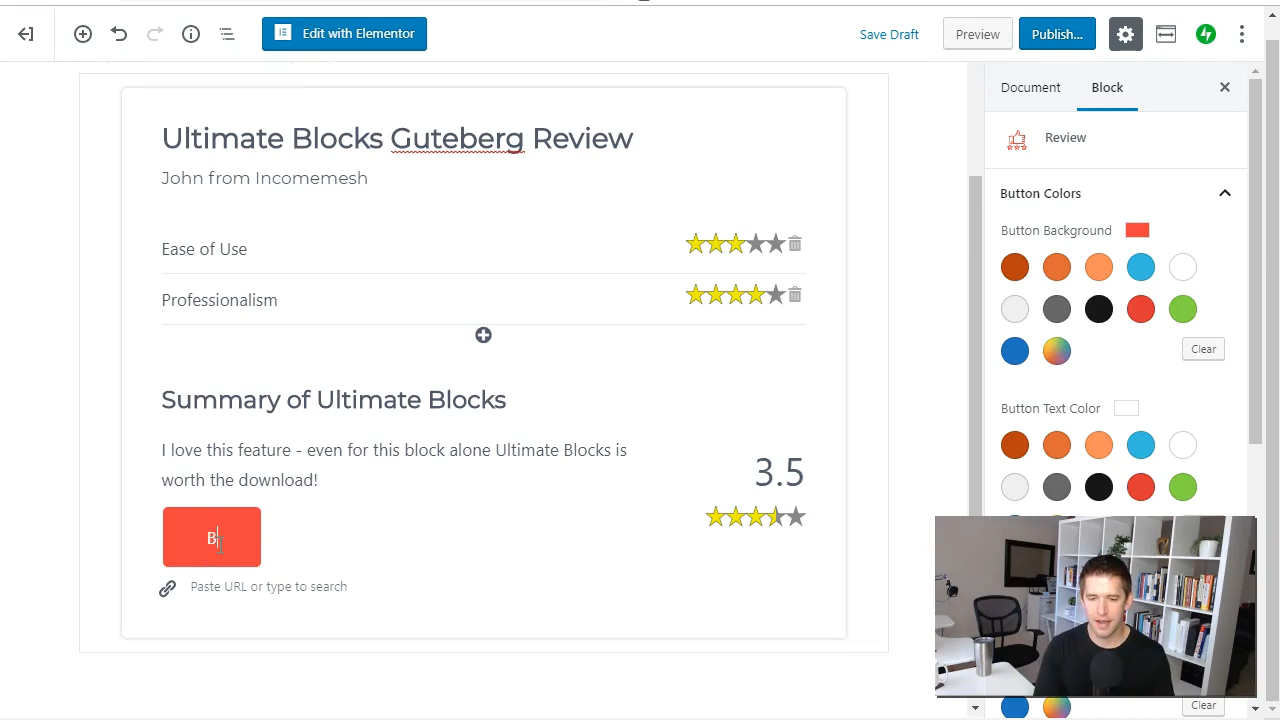 Edit with Elementor
Save Draft
Preview
Publish...
Document
Block
Ultimate Blocks Guteberg Review
John from Incomemesh
Review
Button Colors
Button Background
Ease of Use
Professionalism
Clear
Summary of Ultimate Blocks
Button Text Color
I love this feature - even for this block alone Ultimate Blocks is
worth the download!
3.5
B
Paste URL or type to search
Clear